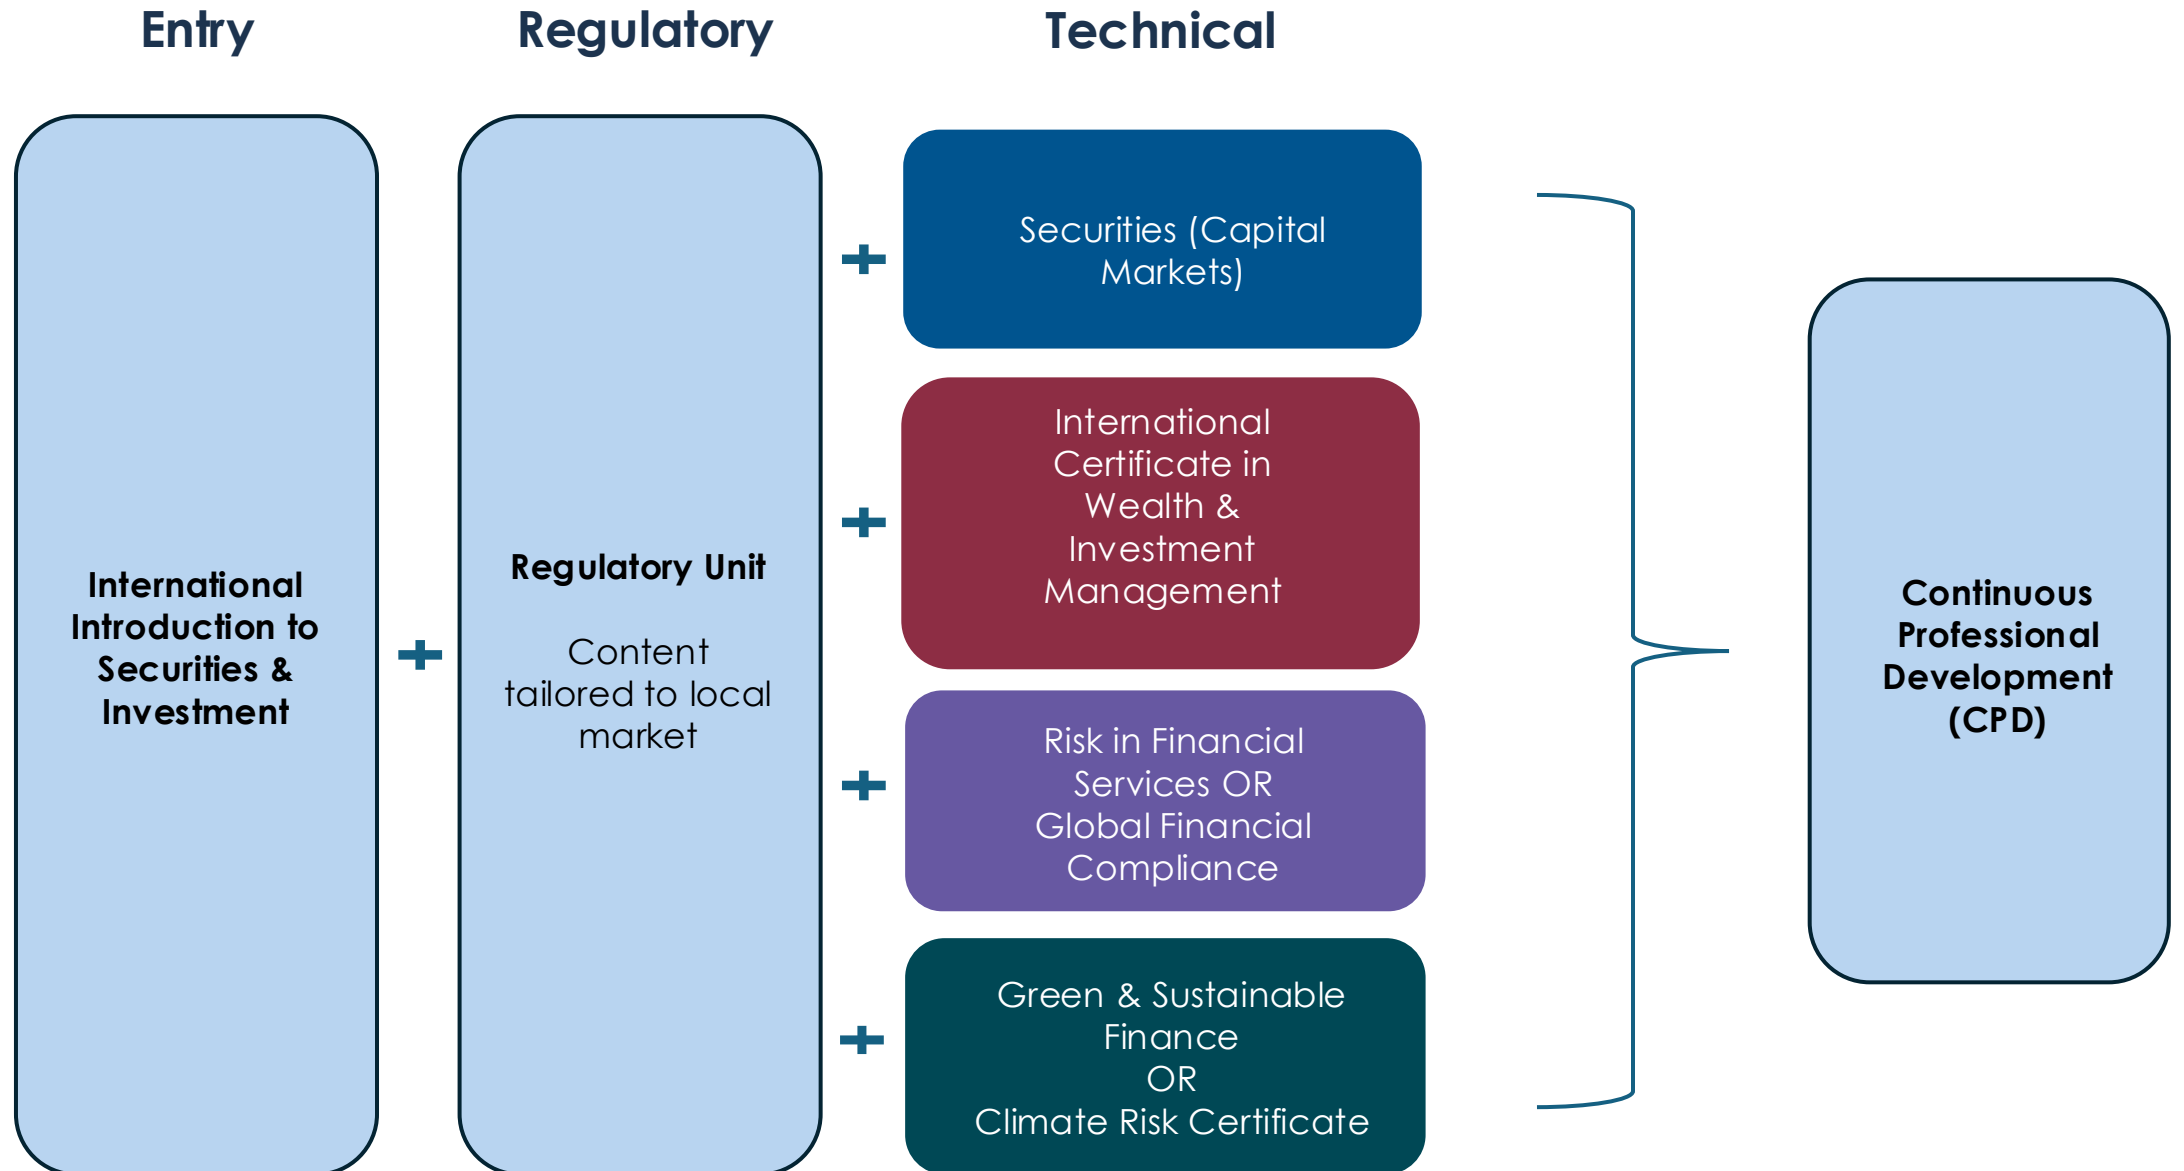 Entry
Regulatory
Technical
International
Introduction to
Securities &
Investment
Regulatory Unit
Content
tailored to local
market
Securities (Capital
Markets)
International
Certificate in
Wealth &
Investment
Management
Risk in Financial
Services OR
Global Financial
Compliance
Green & Sustainable
Finance
OR
Climate Risk Certificate
Continuous
Professional
Development
(CPD)